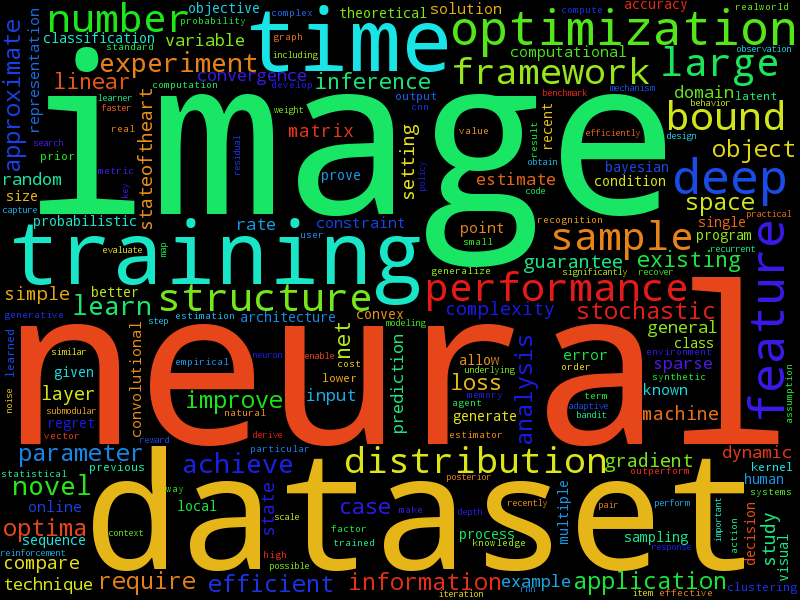 objective
complex
theoretical
solution
accuracy
realworld
number
probability
time
optimization
compute
classification
standard
variable
graph
including
computational
observation
approximate
representation
experiment
convergence
inference
framework
large
linear
stateoftheart
computation
develop
domain
latent
learner
faster
weight
output
cnn
benchmark
mechanism
behavior
image
bound
search
real
matrix
setting
value
recent
result
efficiently
design
prior
residual
prove
object
metric
key
policy
obtain
bayesian
random
estimate
condition
deep
code
size
capture
space
probabilistic
rate
constraint
point
recognition
single
practical
training
user
small
sample
program
feature
evaluate
map
guarantee
existing
recurrent
better
generalize
significantly
recover
simple
learn
structure
performance
generative
complexity
stochastic
step
estimation
architecture
convex
modeling
general
learned
neural
similar
neuron
enable
net
analysis
error
class
environment
empirical
cost
allow
order
given
underlying
sparse
convolutional
lower
prediction
loss
synthetic
assumption
layer
input
memory
term
known
noise
improve
agent
adaptive
submodular
natural
generate
bandit
machine
regret
vector
reward
derive
estimator
parameter
particular
distribution
gradient
dynamic
previous
achieve
posterior
outperform
kernel
statistical
human
systems
novel
dataset
way
state
case
make
depth
recently
multiple
pair
perform
important
online
local
scale
optima
context
factor
process
sampling
decision
action
study
visual
sequence
trained
knowledge
response
reinforcement
high
compare
possible
technique
require
efficient
information
example
application
clustering
iteration
rnn
item
effective